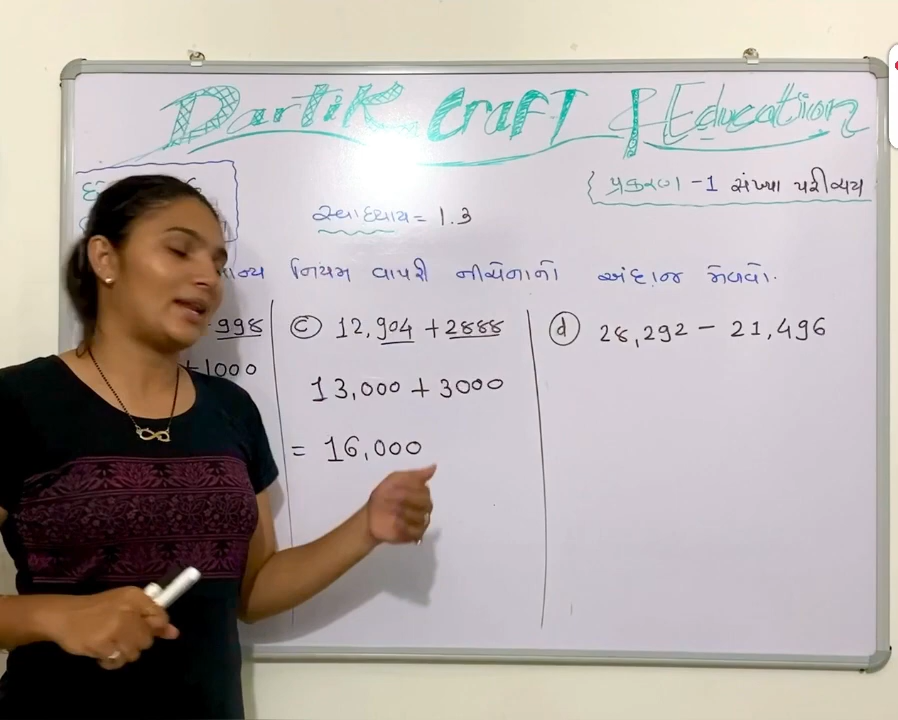 Dartik Craft & Education
પ્રકરણ -1 સંખ્યા પરીચય
સ્વાધ્યાય = 1.3
નિયમ વાપરી નીચેનાનો અંદાજ મેળવો.
998
+1000
(c) 12,904 + 2888
13,000 + 3000
= 16,000
(d) 28,292 - 21,496